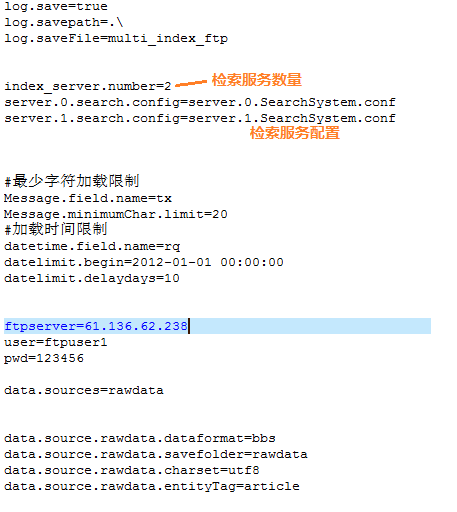 log.save=true
log.savepath=.\
log.saveFile=multi_index_ftp
index_server.number=2 检索服务数量
server.0.search.config=server.0.SearchSystem.conf
server.1.search.config=server.1.SearchSystem.conf
检索服务配置
#最少字符加载限制
Message.field.name=tx
Message.minimumChar.limit=20
#加载时间限制
datetime.field.name=rq
datelimit.begin=2012-01-01 00:00:00
datelimit.delaydays=10
ftpserver=61.136.62.238
user=ftpuser1
pwd=123456
data.sources=rawdata
data.source.rawdata.dataformat=bbs
data.source.rawdata.savefolder=rawdata
data.source.rawdata.charset=utf8
data.source.rawdata.entityTag=article